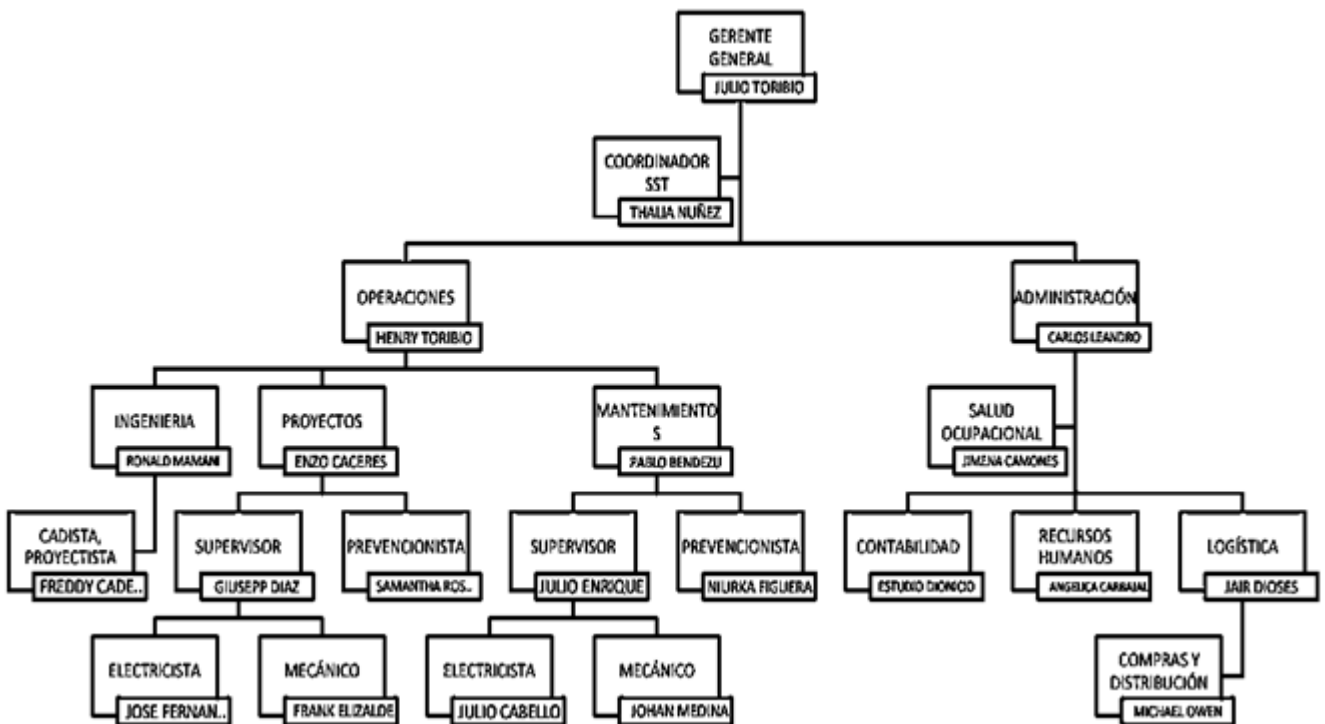 GERENTE
GENERAL
JULIO TORIBIO
COORDINADOR
SST
THALIA NUÑEZ
OPERACIONES
HENRY TORIBIO
ADMINISTRACIÓN
CARLOS LEANDRO
INGENIERIA
RONALD MAMANI
PROYECTOS
ENZO CACERES
MANTENIMIENTO
S
PABLO BENDEZU
SALUD
OCUPACIONAL
JIMENA CAMONES
CADISTA,
PROYECTISTA
FREDDY CADE..
SUPERVISOR
GIUSEPP DIAZ
PREVENCIONISTA
SAMANTHA ROS..
SUPERVISOR
JULIO ENRIQUE
PREVENCIONISTA
NIURKA FIGUERA
CONTABILIDAD
ESTUDIO DIONICIO
RECURSOS
HUMANOS
ANGELICA CARBAJAL
LOGÍSTICA
JAIR DIOSES
ELECTRICISTA
JOSE FERNAN..
MECÁNICO
FRANK ELIZALDE
ELECTRICISTA
JULIO CABELLO
MECÁNICO
JOHAN MEDINA
COMPRAS Y
DISTRIBUCIÓN
MICHAEL OWEN